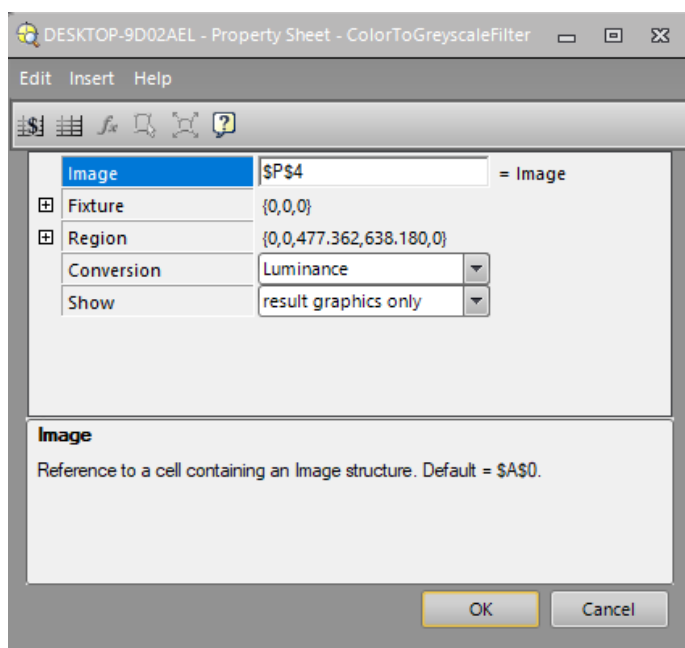 DESKTOP-9D02AEL - Property Sheet - ColorToGreyscaleFilter
Edit Insert Help
Image $P$4 = Image
Fixture {0,0,0}
Region {0,0,477.362,638.180,0}
Conversion Luminance
Show result graphics only
Image
Reference to a cell containing an Image structure. Default = $A$0.
OK Cancel